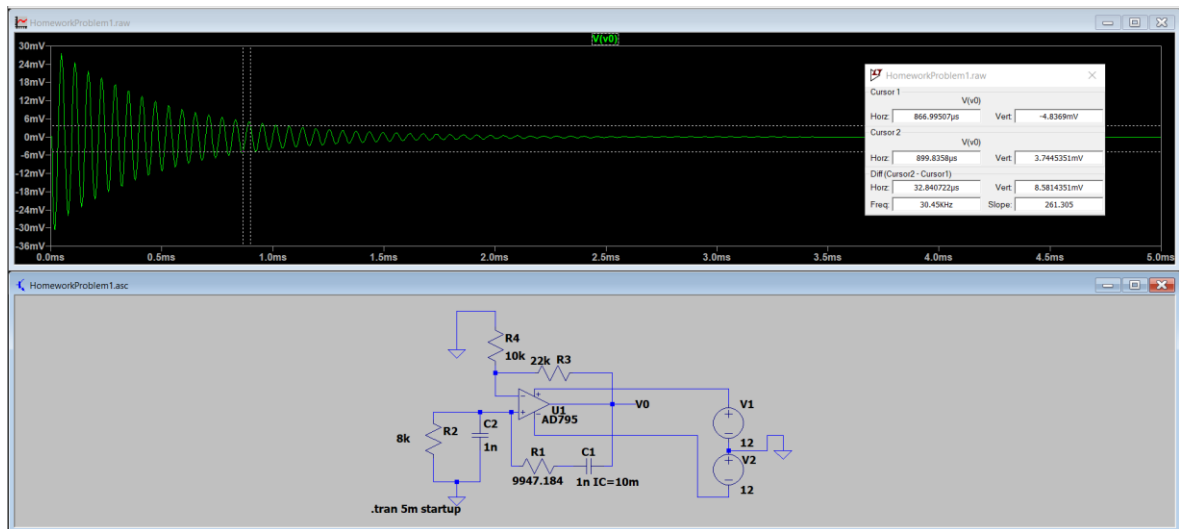 HomeworkProblem1.raw
V(v0)
30mV
24mV
18mV
12mV
6mV
0mV
-6mV
-12mV
-18mV
-24mV
-30mV
-36mV
0.0ms 0.5ms 1.0ms 1.5ms 2.0ms 2.5ms 3.0ms 3.5ms 4.0ms 4.5ms 5.0ms
HomeworkProblem1.raw
Cursor 1
V(v0)
Horz: 866.99507µs Vert: -4.8369mV
Cursor 2
V(v0)
Horz: 899.8358µs Vert: 3.7445351mV
Diff (Cursor2 - Cursor1)
Horz: 32.840722µs Vert: 8.5814351mV
Freq: 30.45KHz Slope: 261.305
HomeworkProblem1.asc
R4
10k
22k R3
U1
AD795
V0
V1
12
V2
12
R2
8k
C2
1n
R1
9947.184
C1
1n IC=10m
.tran 5m startup